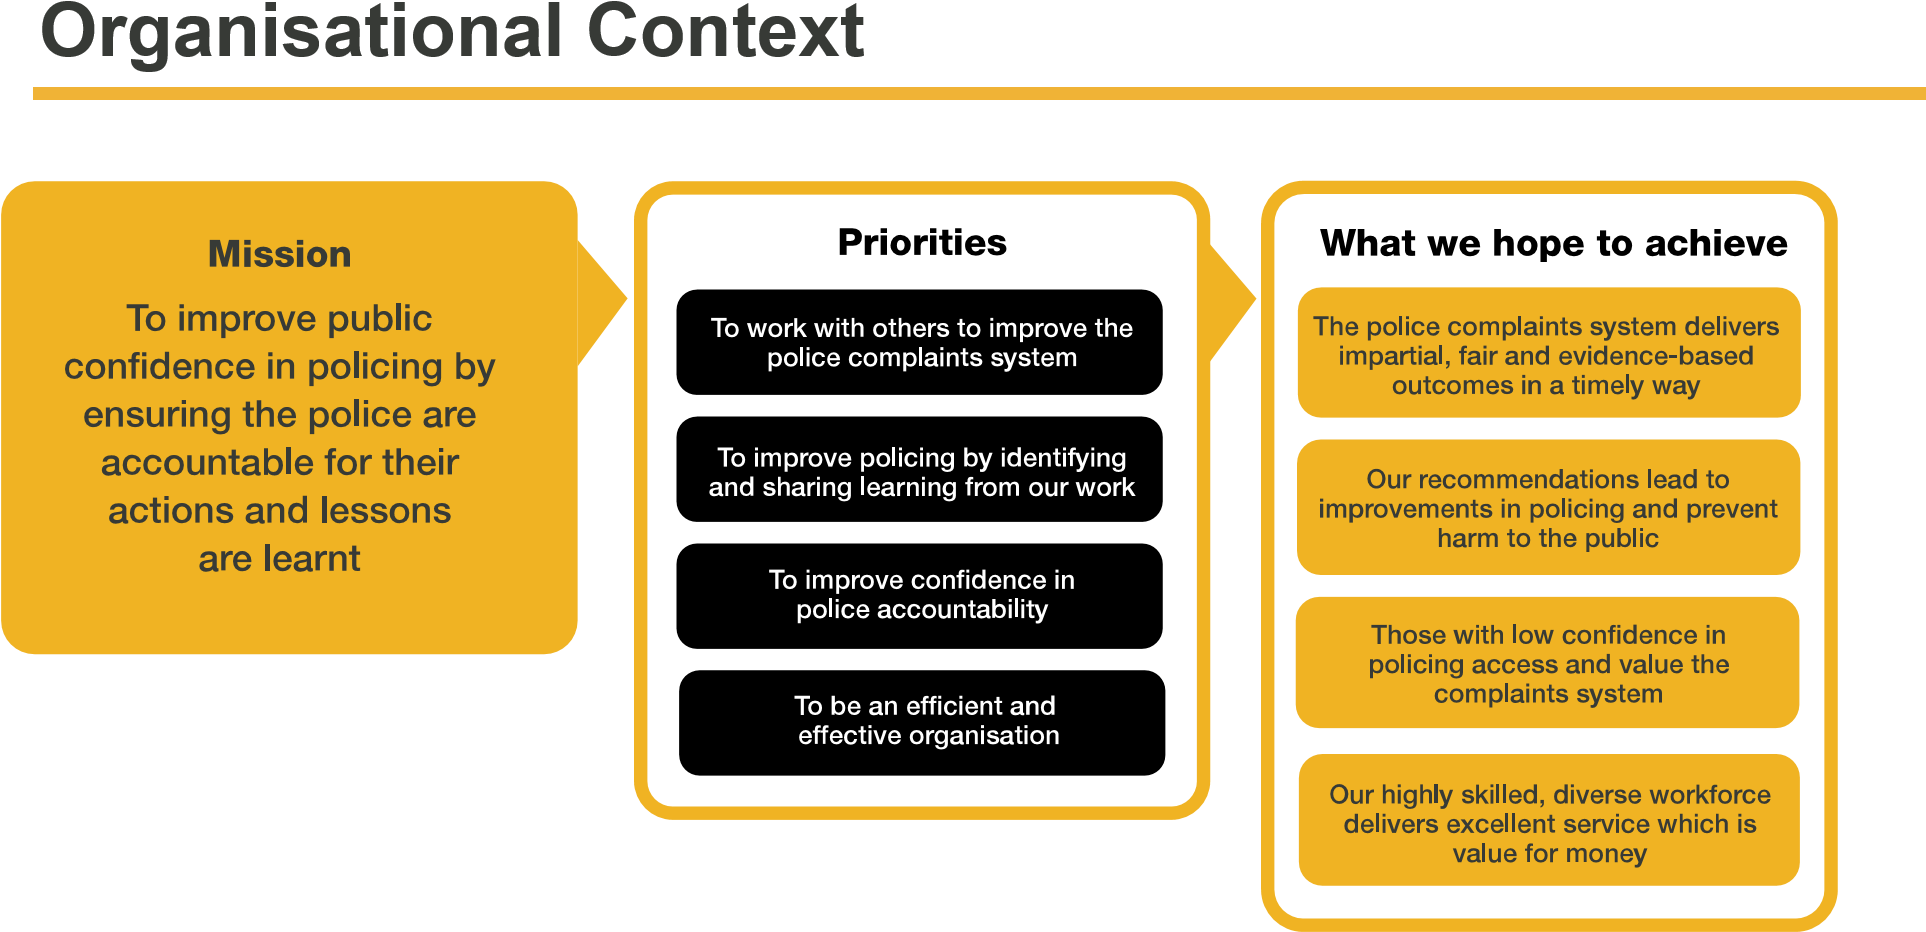 Organisational Context
Mission
To improve public
confidence in policing by
ensuring the police are
accountable for their
actions and lessons
are learnt
Priorities
To work with others to improve the
police complaints system
To improve policing by identifying
and sharing learning from our work
To improve confidence in
police accountability
To be an efficient and
effective organisation
What we hope to achieve
The police complaints system delivers
impartial, fair and evidence-based
outcomes in a timely way
Our recommendations lead to
improvements in policing and prevent
harm to the public
Those with low confidence in
policing access and value the
complaints system
Our highly skilled, diverse workforce
delivers excellent service which is
value for money